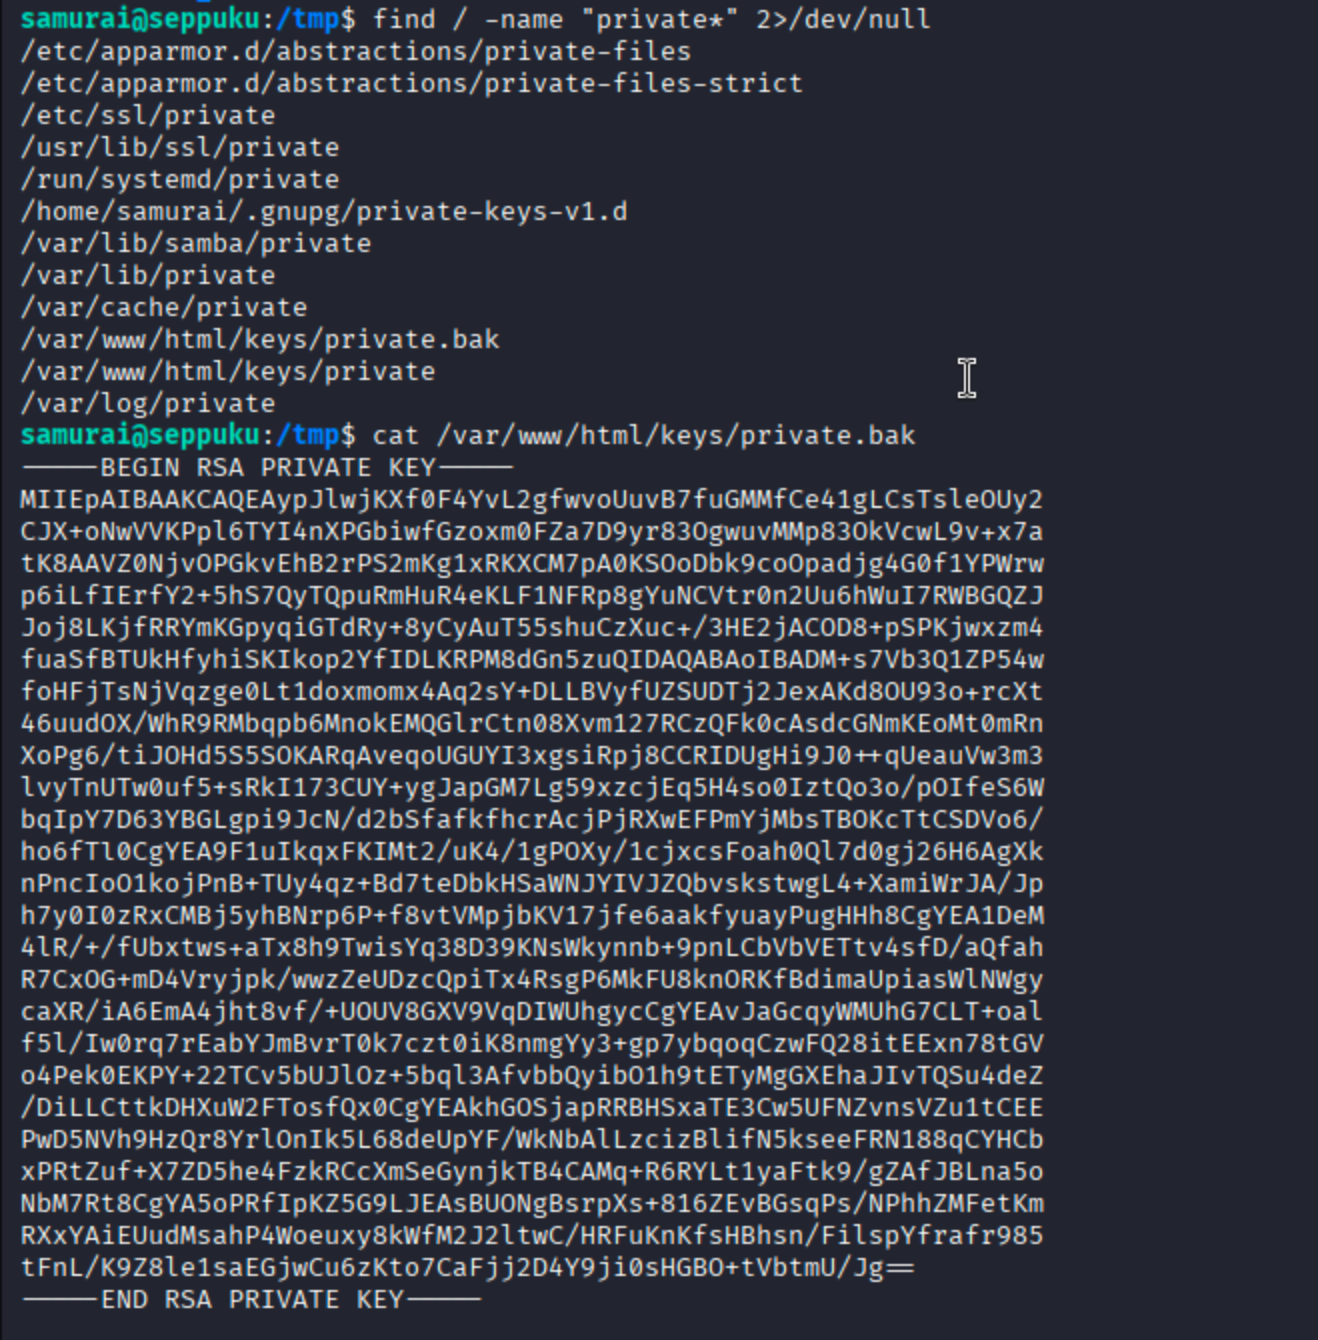 samurai@seppuku:/tmp$ find / -name "private*" 2>/dev/null
/etc/apparmor.d/abstractions/private-files
/etc/apparmor.d/abstractions/private-files-strict
/etc/ssl/private
/usr/lib/ssl/private
/run/systemd/private
/home/samurai/.gnupg/private-keys-v1.d
/var/lib/samba/private
/var/lib/private
/var/cache/private
/var/www/html/keys/private.bak
/var/www/html/keys/private
/var/log/private
samurai@seppuku:/tmp$ cat /var/www/html/keys/private.bak
-----BEGIN RSA PRIVATE KEY-----
MIIEpAIBAAKCAQEAypJlwjKXf0F4YvL2gfwvoUuvB7fuGMMfCe41gLCsTsleOUy2
CJX+oNwVVKPpl6TYI4nXPGbiwfGzoxm0FZa7D9yr83OgwuvMMp83OkVcwL9v+x7a
tK8AAVZ0NjvOPGkvEhB2rPS2mKg1xRKXCM7pA0KSOoDbk9coOpadjg4G0f1YPWrw
p6iLfIErfY2+5hS7QyTQpuRmHuR4eKLF1NFRp8gYuNCVtr0n2Uu6hWuI7RWBGQZJ
Joj8LKjfRRYmKGpyqiGTdRy+8yCyAuT55shuCzXuc+/3HE2jACOD8+pSPKjwxzm4
fuaSfBTUkHfyhiSKIkop2YfIDLKRPM8dGn5zuQIDAQABAoIBADM+s7Vb3Q1ZP54w
foHFjTsNjVqzge0Lt1doxmomx4Aq2sY+DLLBVyfUZSUDTj2JexAKd8OU93o+rcXt
46uudOX/WhR9RMbqpb6MnokEMQGlrCtn08Xvm127RCzQFk0cAsdcGNmKEoMt0mRn
XoPg6/tiJOHd5S5SOKARqAveqoUGUYI3xgsiRpj8CCRIDUgHi9J0++qUeauVw3m3
lvyTnUTw0uf5+sRkI173CUY+ygJapGM7Lg59xzcjEq5H4so0IztQo3o/pOIfeS6W
bqIpY7D63YBGLgpi9JcN/d2bSfafkfhcrAcjPjRXwEFPmYjMbsTBOKcTtCSDVo6/
ho6fTl0CgYEA9F1uIkqxFKIMt2/uK4/1gPOXy/1cjxcsFoah0Ql7d0gj26H6AgXk
nPncIoO1kojPnB+TUy4qz+Bd7teDbkHSaWNJYIVJZQbvskstwgL4+XamiWrJA/Jp
h7y0I0zRxCMBj5yhBNrp6P+f8vtVMpjbKV17jfe6aakfyuayPugHHh8CgYEA1DeM
4lR/+/fUbxtws+aTx8h9TwisYq38D39KNsWkynnb+9pnLCbVbVETtv4sfD/aQfah
R7CxOG+mD4Vryjpk/wwzZeUDzcQpiTx4RsgP6MkFU8knORKfBdimaUpiasWlNWgy
caXR/iA6EmA4jht8vf/+UOUV8GXV9VqDIWUhgycCgYEAvJaGcqyWMUhG7CLT+oal
f5l/Iw0rq7rEabYJmBvrT0k7czt0iK8nmgYy3+gp7ybqoqCzwFQ28itEExn78tGV
o4Pek0EKPY+22TCv5bUJlOz+5bql3AfvbbQyibO1h9tETyMgGXEhaJIvTQSu4deZ
/DiLLCttkDHXuW2FTosfQx0CgYEAkhGOSjapRRBHSxaTE3Cw5UFNZvnsVZu1tCEE
PwD5NVh9HzQr8YrlOnIk5L68deUpYF/WkNbAlLzcizBlifN5kseeFRN188qCYHCb
xPRtZuf+X7ZD5he4FzkRCcXmSeGynjkTB4CAMq+R6RYLt1yaFtk9/gZAfJBLna5o
NbM7Rt8CgYA5oPRfIpKZ5G9LJEAsBUONgBsrpXs+816ZEvBGsqPs/NPhhZMFetKm
RXxYAiEUudMsahP4Woeuxy8kWfM2J2ltwC/HRFuKnKfsHBhsn/FilspYfrafr985
tFnL/K9Z8le1saEGjwCu6zKto7CaFjj2D4Y9ji0sHGBO+tVbtmU/Jg==
-----END RSA PRIVATE KEY-----